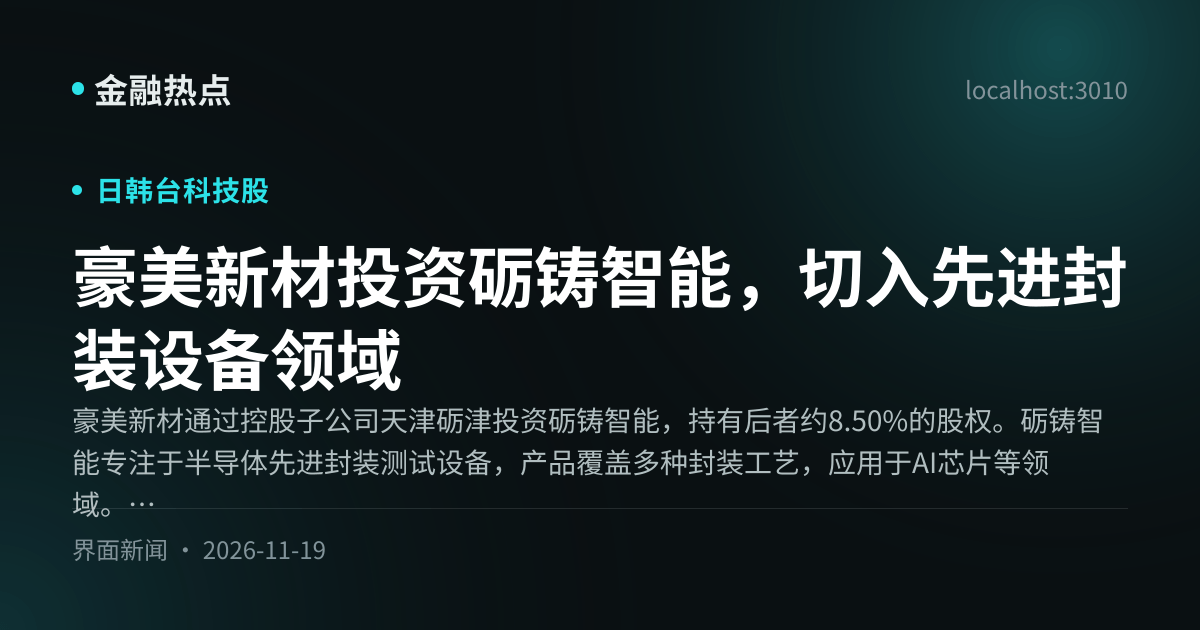 金融热点
localhost:3010
日韩台科技股
豪美新材投资砺铸智能，切入先进封
装设备领域
豪美新材通过控股子公司天津砺津投资砺铸智能，持有后者约8.50%的股权。砺铸智
能专注于半导体先进封装测试设备，产品覆盖多种封装工艺，应用于AI芯片等领
域。…
界面新闻 • 2026-11-19